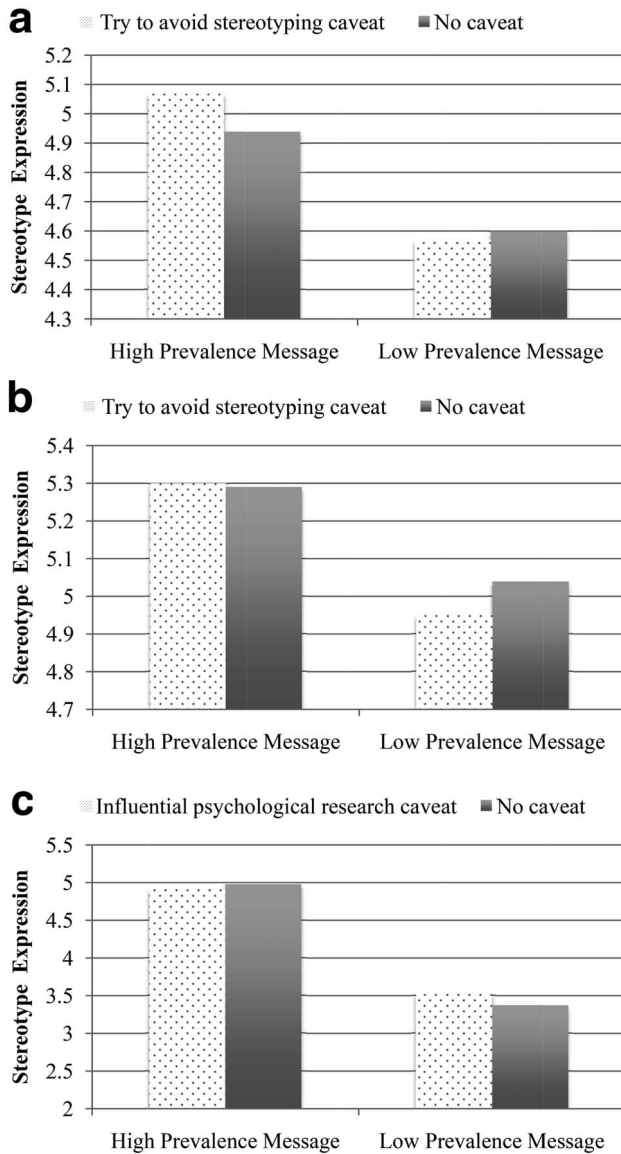 a
Try to avoid stereotyping caveat No caveat
Stereotype Expression
5.2
5.1
5
4.9
4.8
4.7
4.6
4.5
4.4
4.3
High Prevalence Message Low Prevalence Message
b
Try to avoid stereotyping caveat No caveat
Stereotype Expression
5.4
5.3
5.2
5.1
5
4.9
4.8
4.7
High Prevalence Message Low Prevalence Message
c
Influential psychological research caveat No caveat
Stereotype Expression
5.5
5
4.5
4
3.5
3
2.5
2
High Prevalence Message Low Prevalence Message